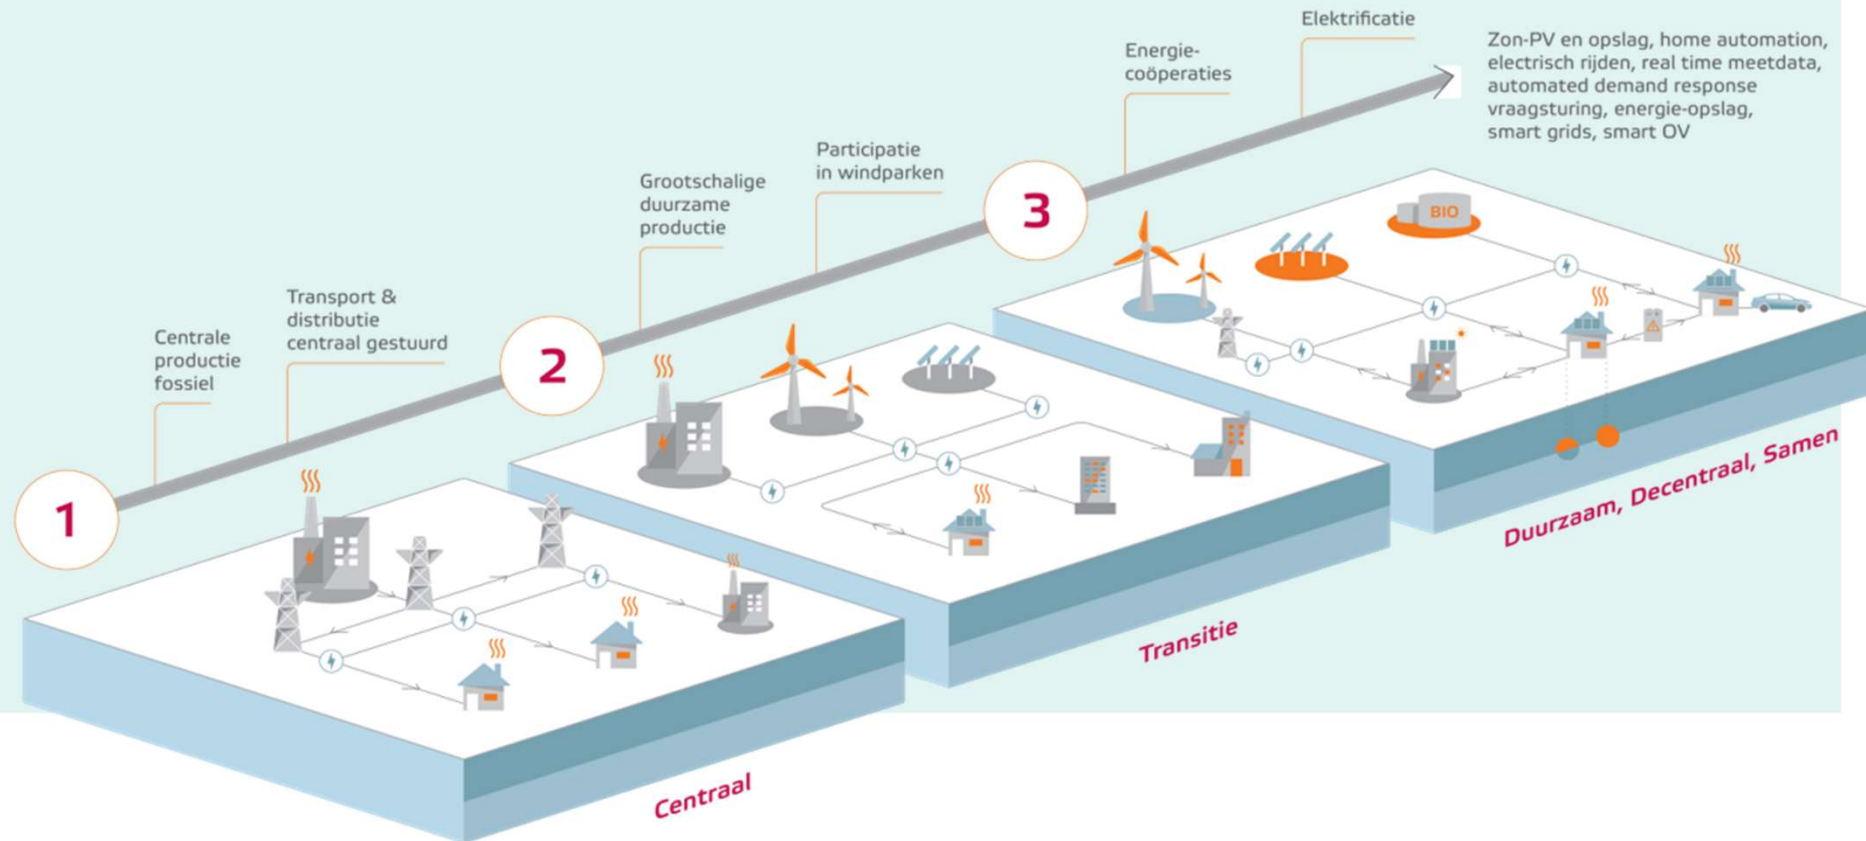 1
Centrale
productie
fossiel
Transport &
distributie
centraal gestuurd
2
Grootschalige
duurzame
productie
Participatie
in windparken
3
Energie-
coöperaties
Elektrificatie
Zon-PV en opslag, home automation,
electrisch rijden, real time meetdata,
automated demand response
vraagsturing, energie-opslag,
smart grids, smart OV
BIO
Centraal
Transitie
Duurzaam, Decentraal, Samen